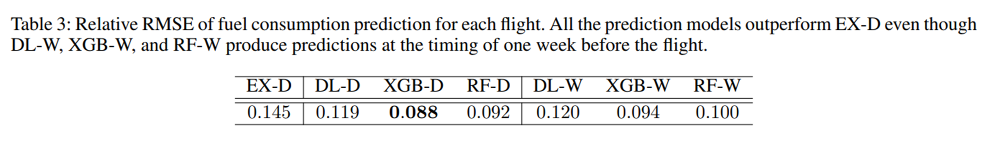 Table 3: Relative RMSE of fuel consumption prediction for each flight. All the prediction models outperform EX-D even though
DL-W, XGB-W, and RF-W produce predictions at the timing of one week before the flight.
EX-D DL-D XGB-D RF-D DL-W XGB-W RF-W
0.145 0.119 0.088 0.092 0.120 0.094 0.100